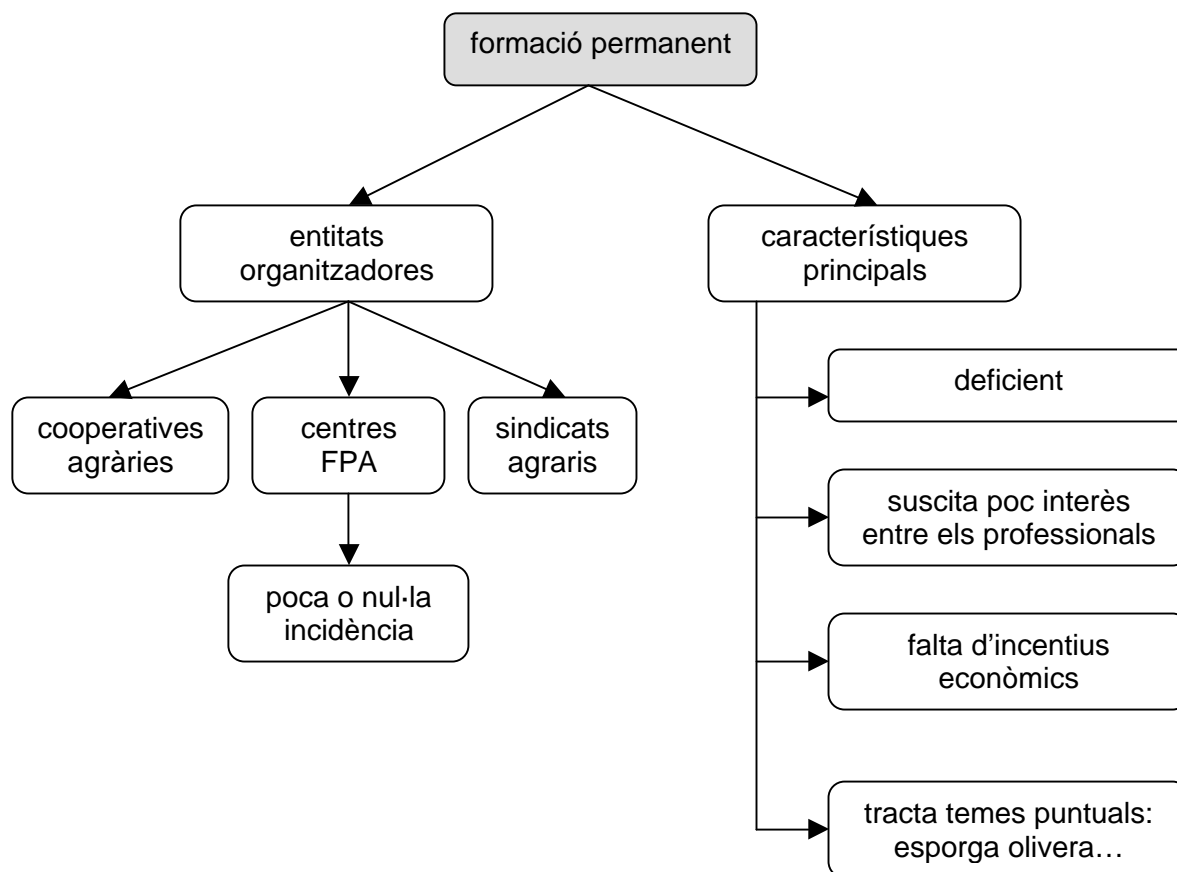 formació permanent
entitats
organitzadores
característiques
principals
cooperatives
agràries
centres
FPA
sindicats
agraris
poca o nul·la
incidència
deficient
suscita poc interès
entre els professionals
falta d’incentius
econòmics
tracta temes puntuals:
esporga olivera…